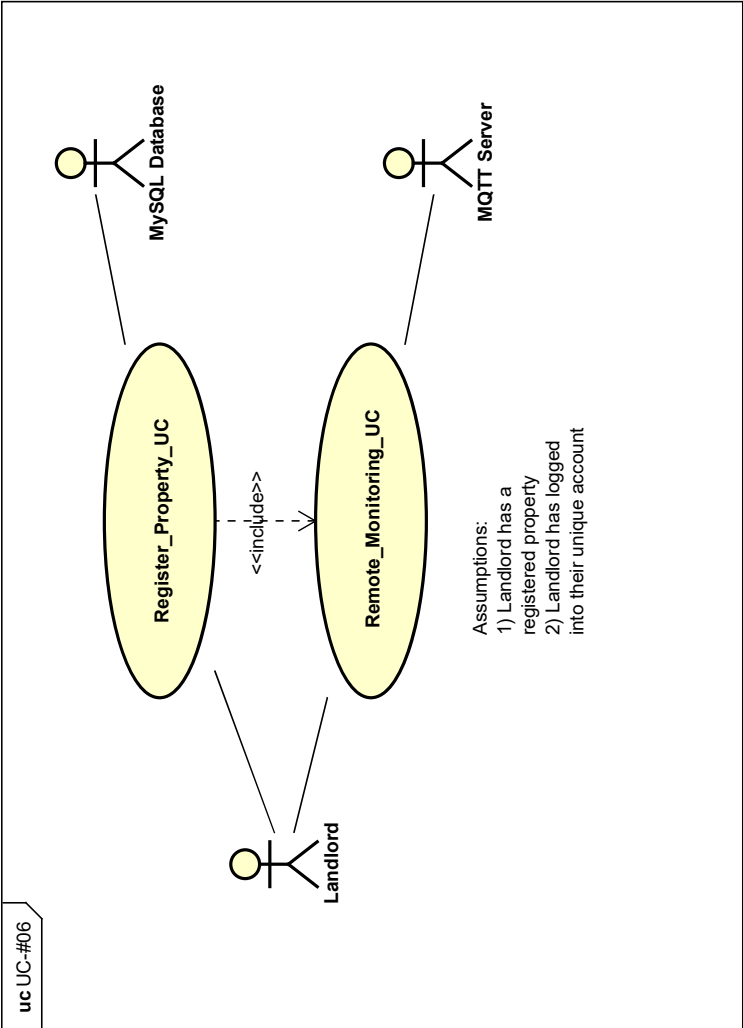 uc UC-#06
MySQL Database
Register_Property_UC
<<include>>
Landlord
Remote_Monitoring_UC
MQTT Server
Assumptions:
1) Landlord has a
registered property
2) Landlord has logged
into their unique account